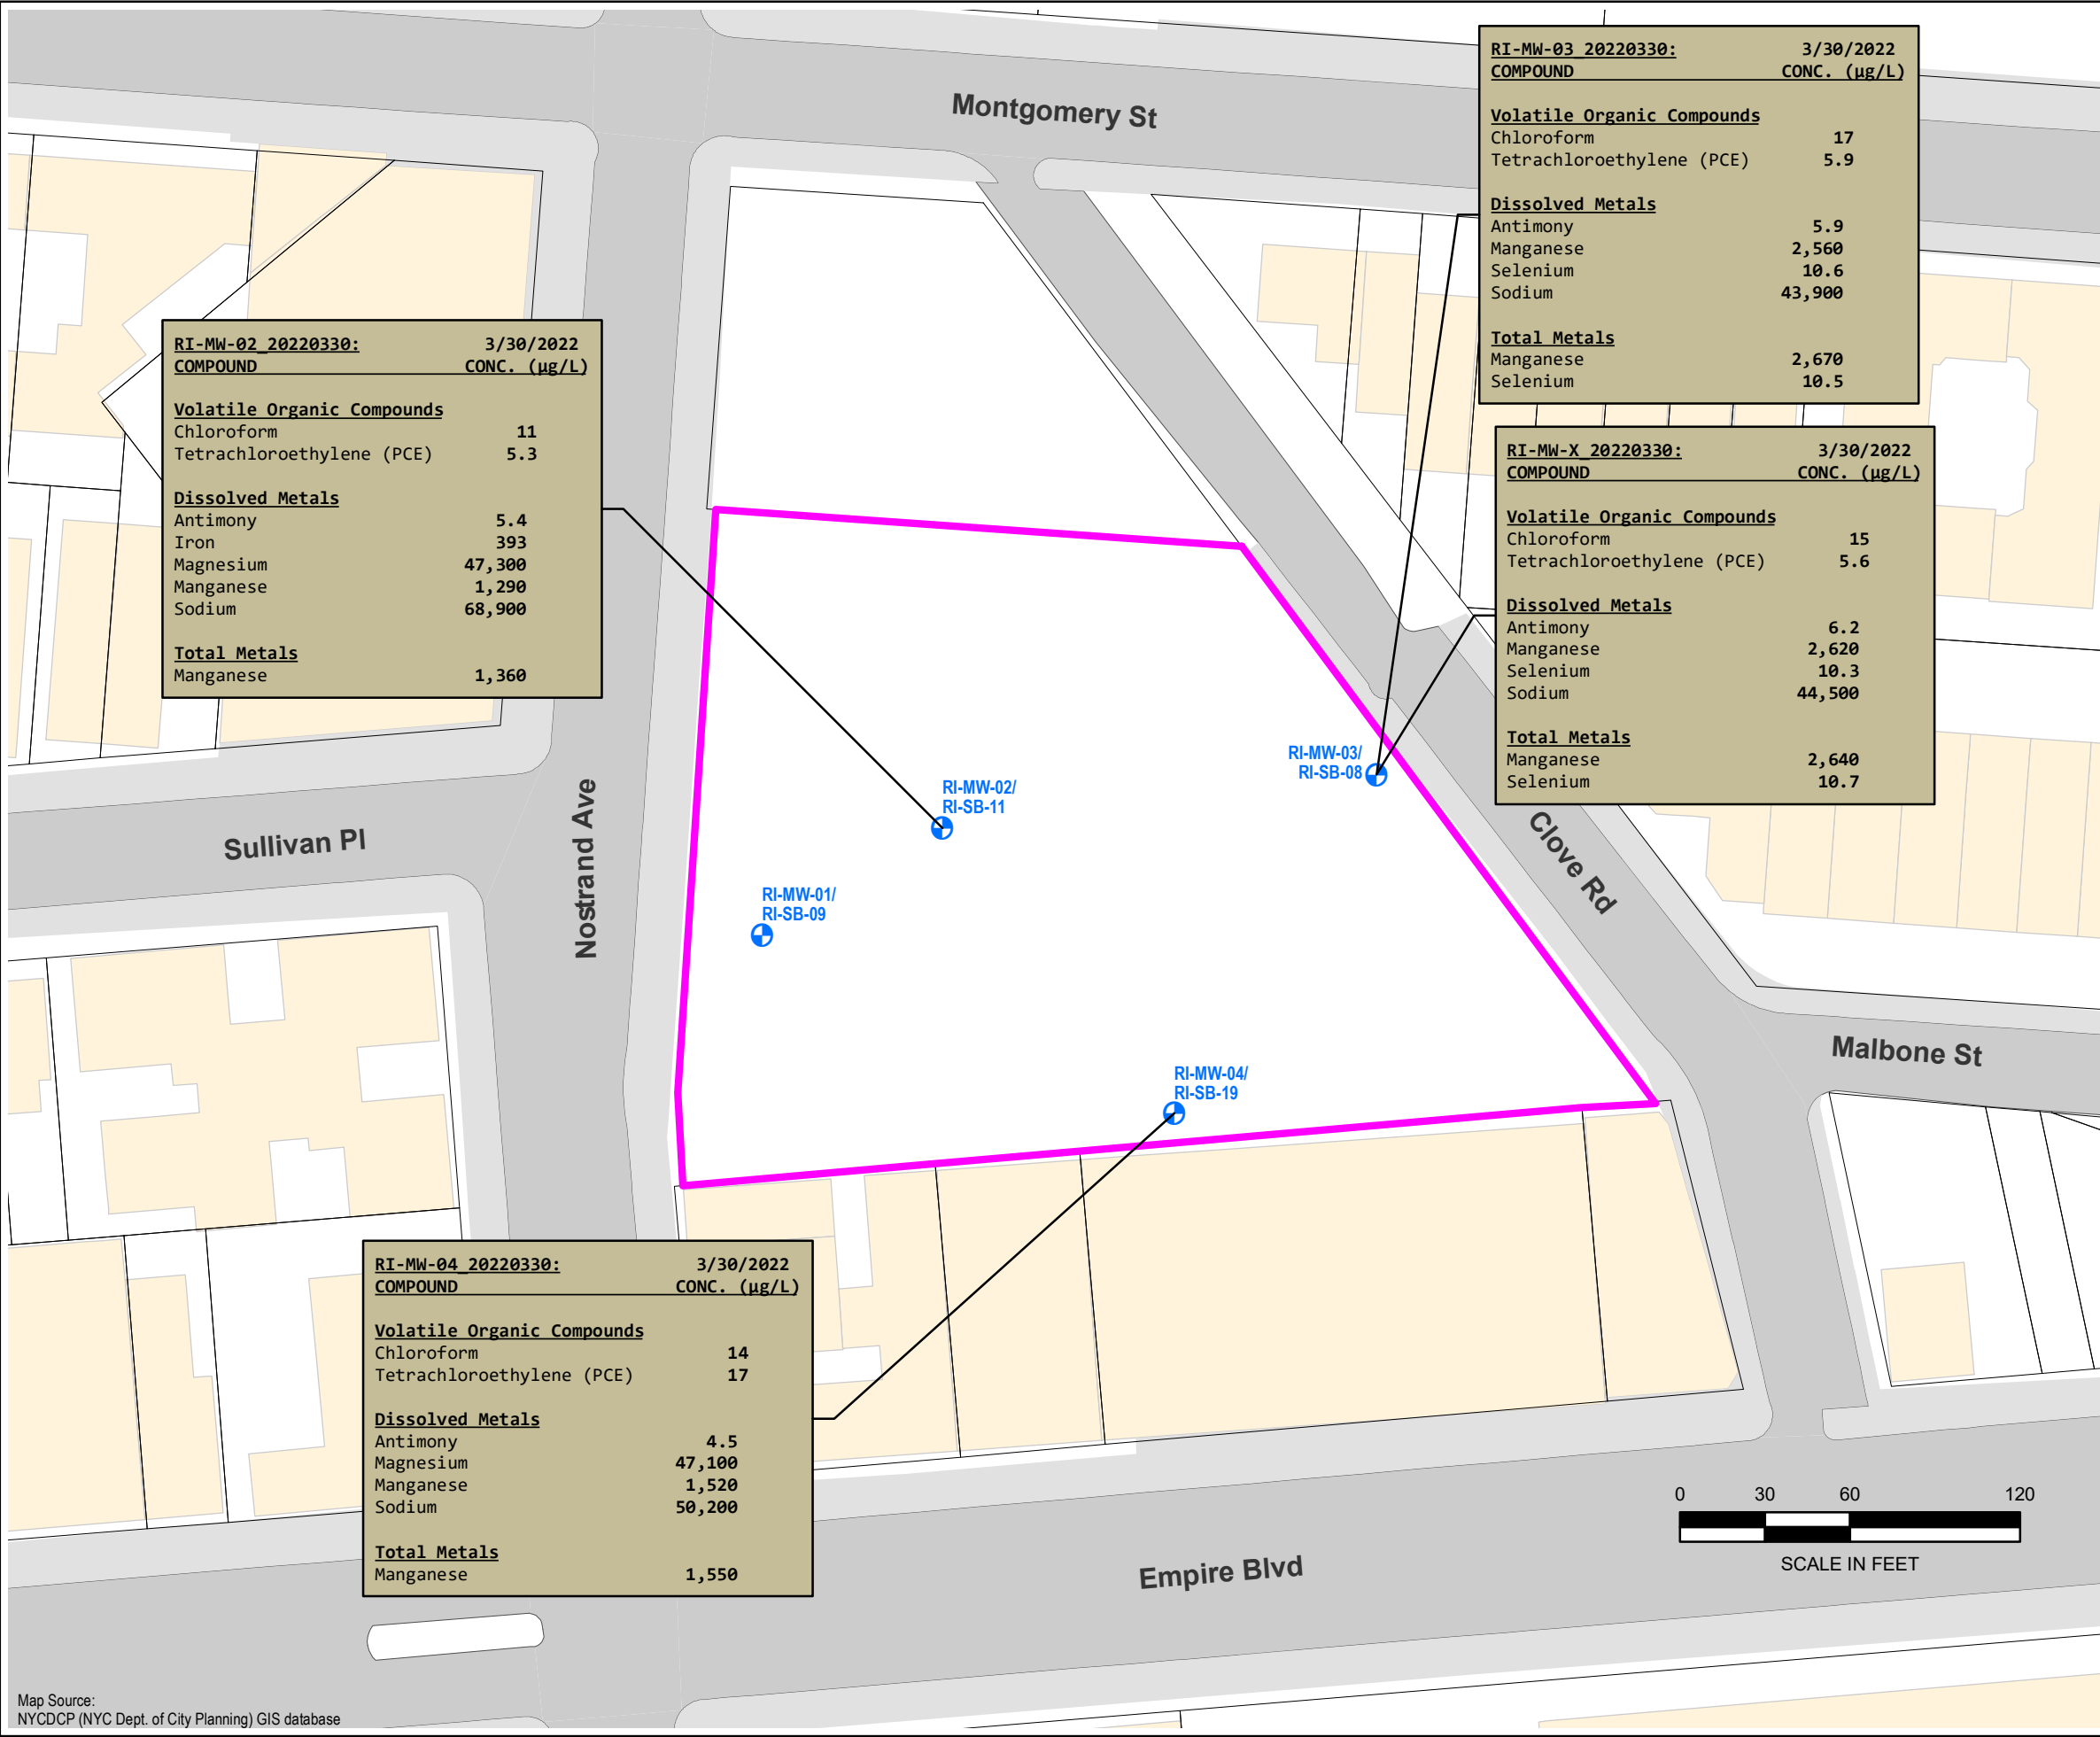 Montgomery St
RI-MW-03_20220330: 3/30/2022
COMPOUND CONC. (µg/L)
Volatile Organic Compounds
Chloroform 17
Tetrachloroethylene (PCE) 5.9
Dissolved Metals
Antimony 5.9
Manganese 2,560
Selenium 10.6
Sodium 43,900
Total Metals
Manganese 2,670
Selenium 10.5
RI-MW-02_20220330: 3/30/2022
COMPOUND CONC. (µg/L)
Volatile Organic Compounds
Chloroform 11
Tetrachloroethylene (PCE) 5.3
Dissolved Metals
Antimony 5.4
Iron 393
Magnesium 47,300
Manganese 1,290
Sodium 68,900
Total Metals
Manganese 1,360
RI-MW-X_20220330: 3/30/2022
COMPOUND CONC. (µg/L)
Volatile Organic Compounds
Chloroform 15
Tetrachloroethylene (PCE) 5.6
Dissolved Metals
Antimony 6.2
Manganese 2,620
Selenium 10.3
Sodium 44,500
Total Metals
Manganese 2,640
Selenium 10.7
RI-MW-03/
RI-SB-08
RI-MW-02/
RI-SB-11
Sullivan Pl
Nostrand Ave
Clove Rd
RI-MW-01/
RI-SB-09
Malbone St
RI-MW-04/
RI-SB-19
RI-MW-04_20220330: 3/30/2022
COMPOUND CONC. (µg/L)
Volatile Organic Compounds
Chloroform 14
Tetrachloroethylene (PCE) 17
Dissolved Metals
Antimony 4.5
Magnesium 47,100
Manganese 1,520
Sodium 50,200
Total Metals
Manganese 1,550
0 30 60 120
SCALE IN FEET
Empire Blvd
Map Source:
NYCDCP (NYC Dept. of City Planning) GIS database